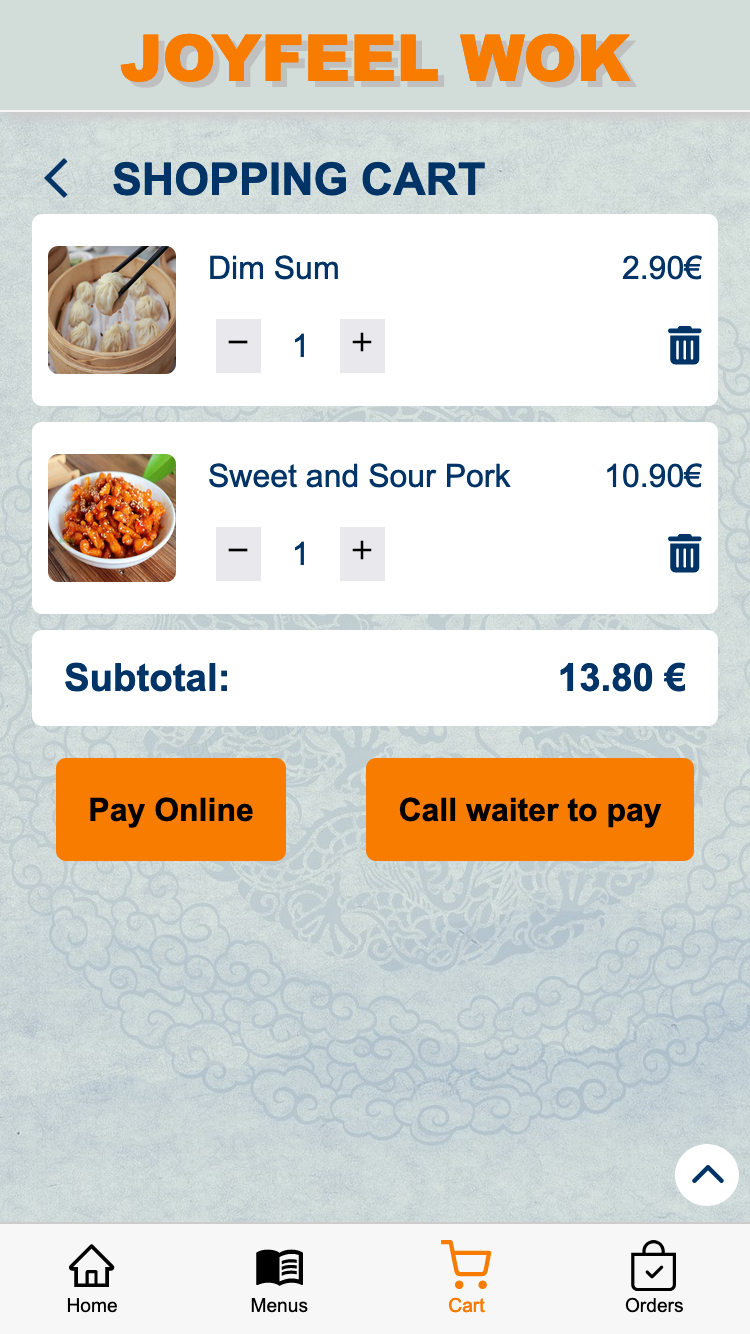 JOYFEEL WOK
SHOPPING CART
Dim Sum 2.90€
− 1 +
Sweet and Sour Pork 10.90€
− 1 +
Subtotal: 13.80 €
Pay Online Call waiter to pay
Home Menus Cart Orders